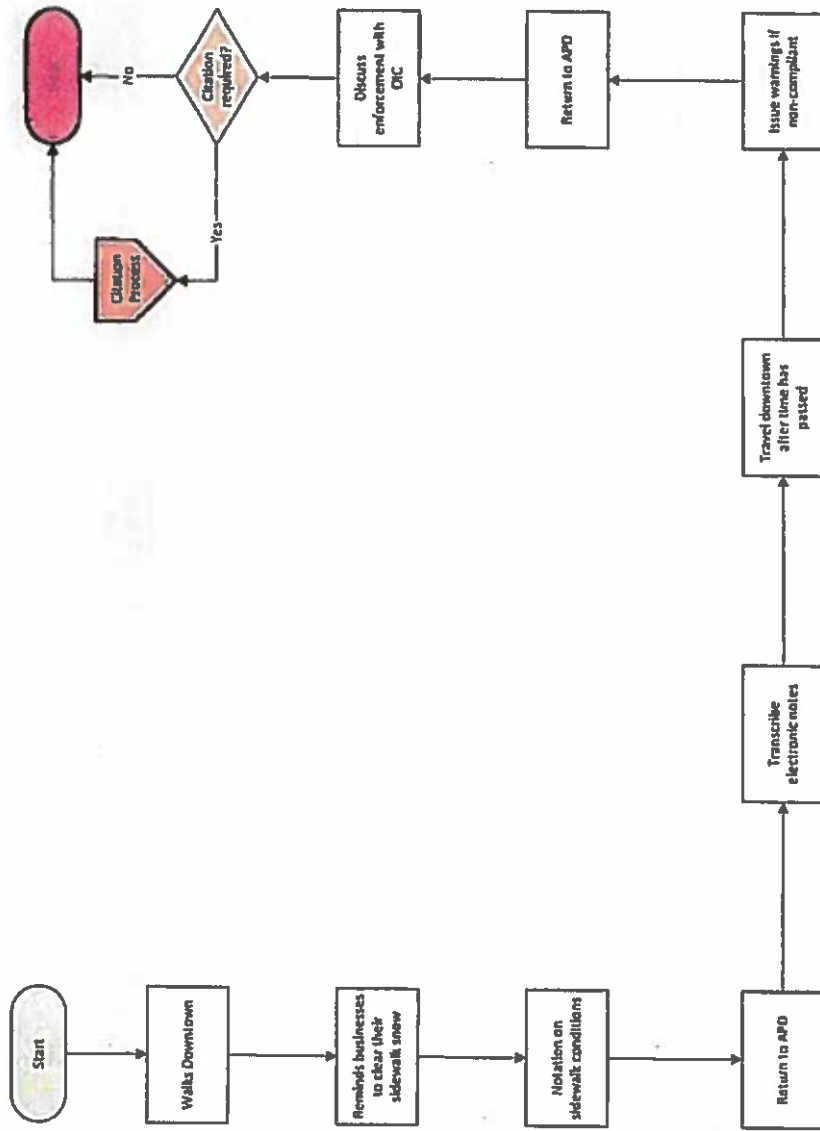 Start
Walks Downtown
Reminds businesses
to clear their
sidewalk snow
Notation on
sidewalk conditions
Return to APD
Transcribe
electronic notes
Travel downtown
after time has
passed
Issue warnings if
non-compliant
Return to APD
Discuss
enforcement with
OIC
Citation
required?
Yes
No
Citation
Process